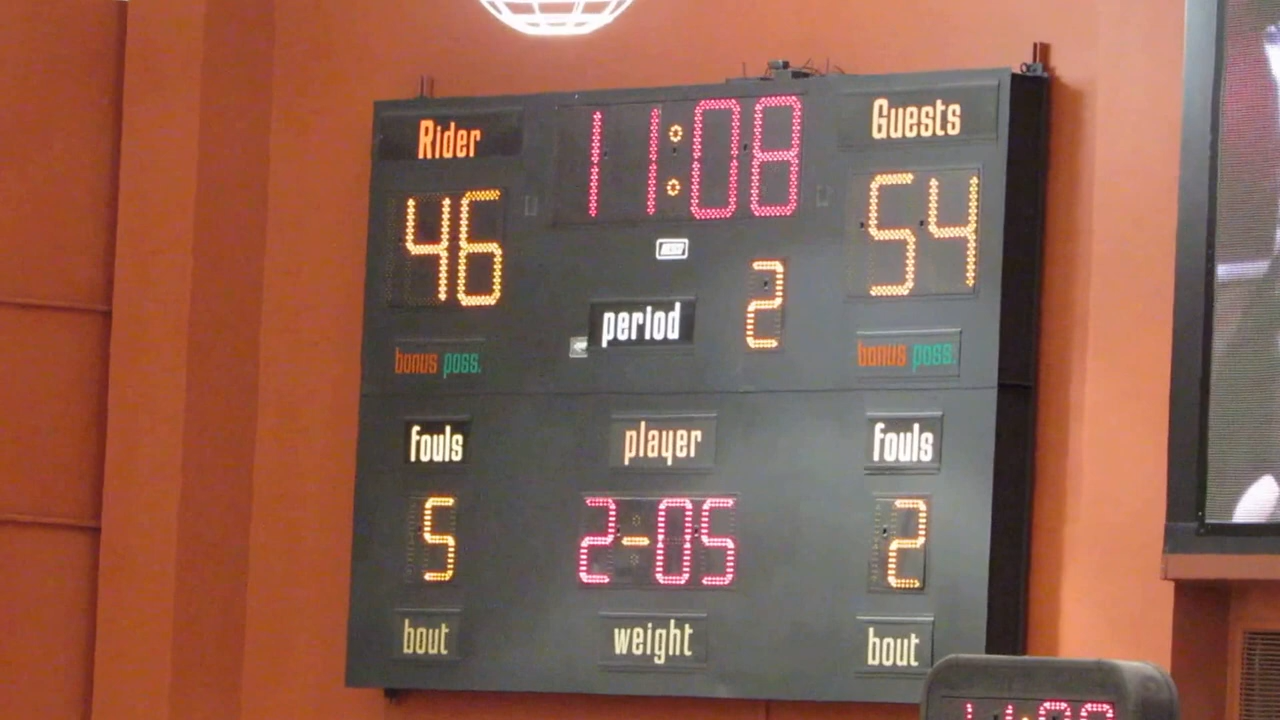 Rider 11:08 Guests
46 54
period 2
bonus poss. bonus poss.
fouls player fouls
5 2-05 2
bout weight bout